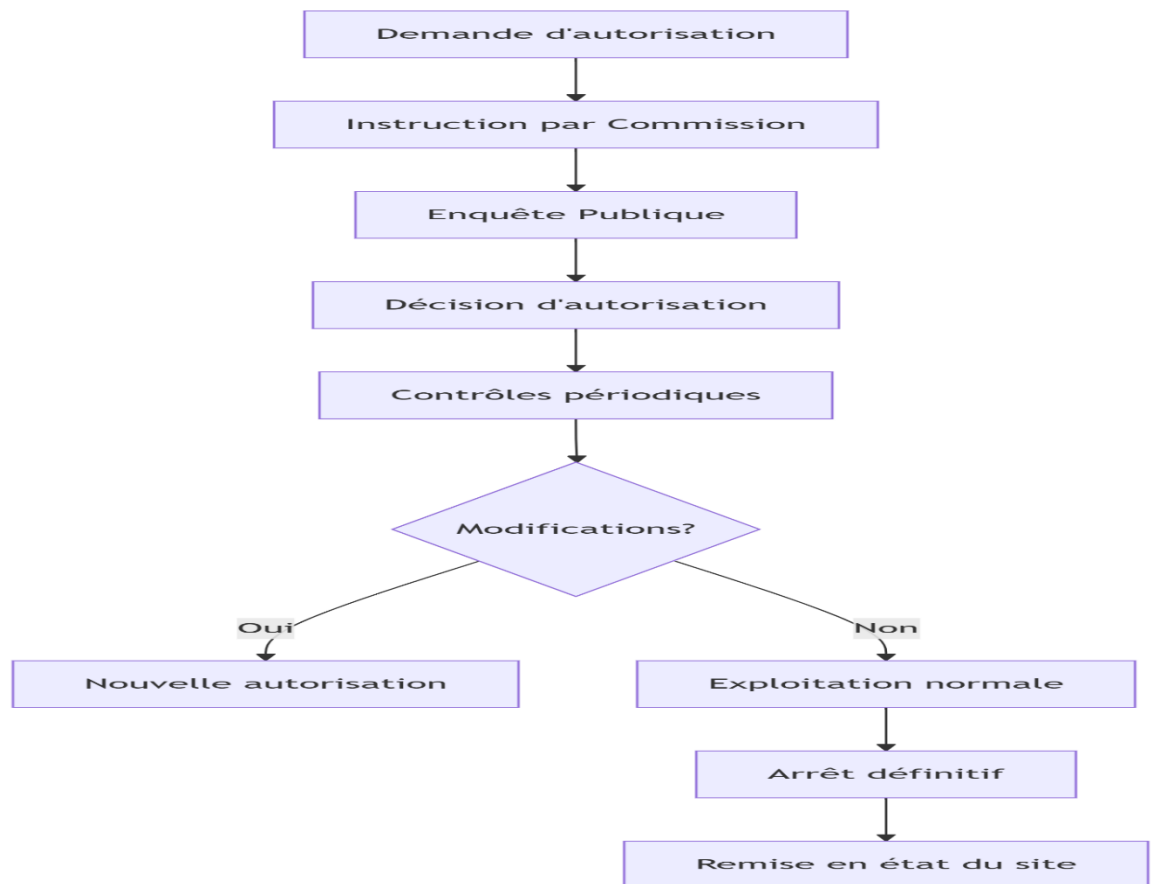 Demande d'autorisation
Instruction par Commission
Enquête Publique
Décision d'autorisation
Contrôles périodiques
Modifications?
Oui
Non
Nouvelle autorisation
Exploitation normale
Arrêt définitif
Remise en état du site